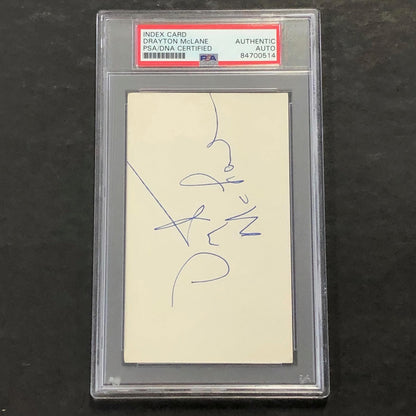 INDEX CARD
DRAYTON McLANE
PSA/DNA CERTIFIED
AUTHENTIC
AUTO
84700514
PSA